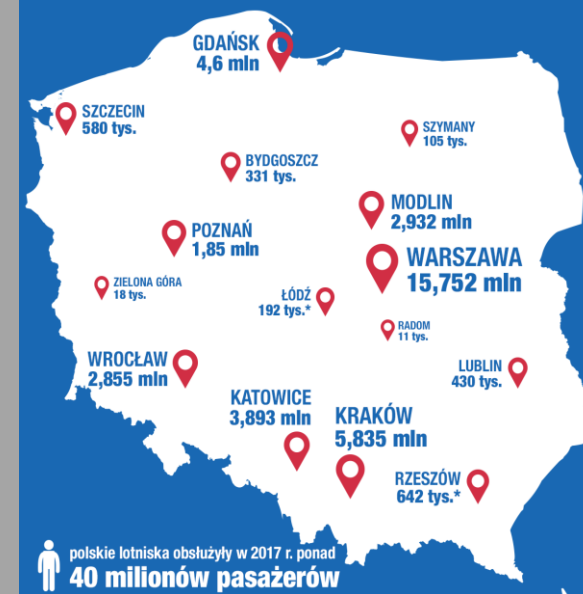 GDAŃSK
4,6 mln
SZCZECIN
580 tys.
SZYMANY
105 tys.
BYDGOSZCZ
331 tys.
MODLIN
2,932 mln
POZNAŃ
1,85 mln
WARSZAWA
15,752 mln
ZIELONA GÓRA
18 tys.
ŁÓDŹ
192 tys.*
RADOM
11 tys.
WROCŁAW
2,855 mln
LUBLIN
430 tys.
KATOWICE
3,893 mln
KRAKÓW
5,835 mln
RZESZÓW
642 tys.*
polskie lotniska obsłużyły w 2017 r. ponad
40 milionów pasażerów